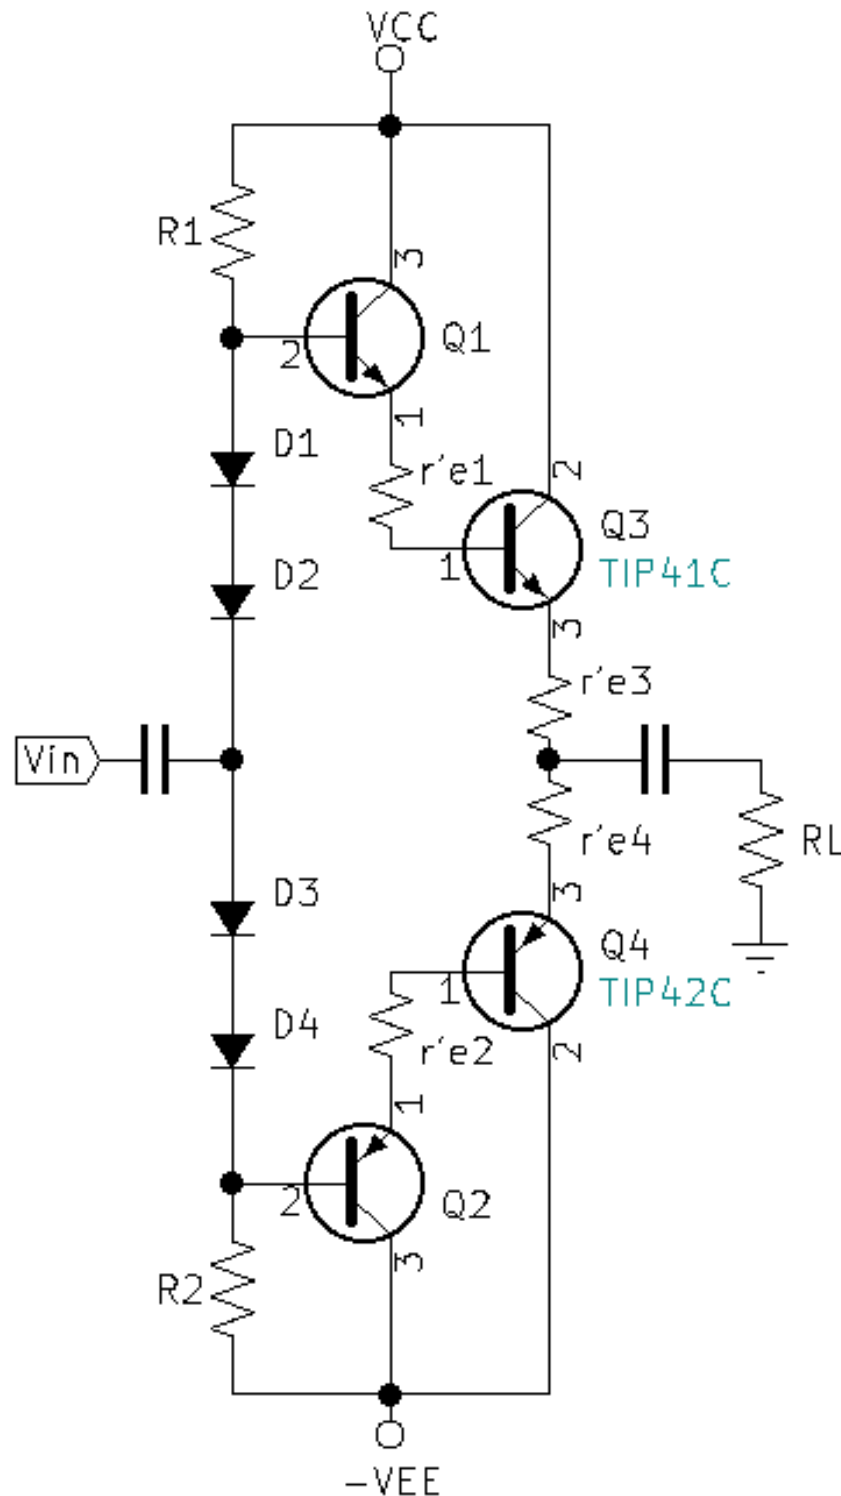 VCC
R1
3
Q1
2
1
D1
r'e1
2
Q3
TIP41C
1
D2
3
r'e3
Vin
r'e4
RL
D3
3
Q4
TIP42C
1
D4
r'e2
2
1
2
Q2
3
R2
-VEE